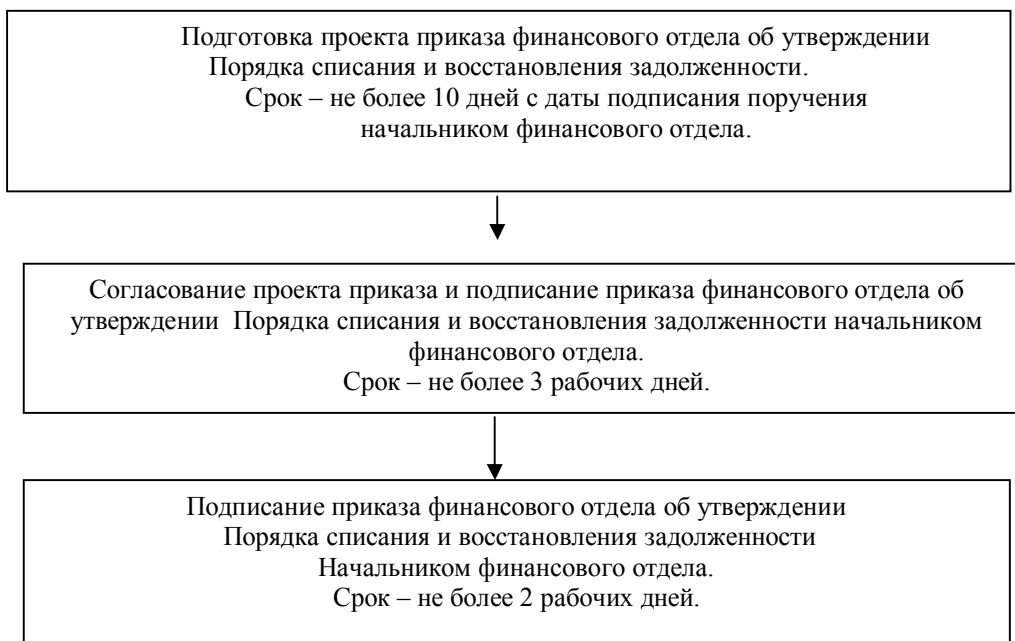 Подготовка проекта приказа финансового отдела об утверждении
Порядка списания и восстановления задолженности.
Срок – не более 10 дней с даты подписания поручения
начальником финансового отдела.
Согласование проекта приказа и подписание приказа финансового отдела об
утверждении Порядка списания и восстановления задолженности начальником
финансового отдела.
Срок – не более 3 рабочих дней.
Подписание приказа финансового отдела об утверждении
Порядка списания и восстановления задолженности
Начальником финансового отдела.
Срок – не более 2 рабочих дней.